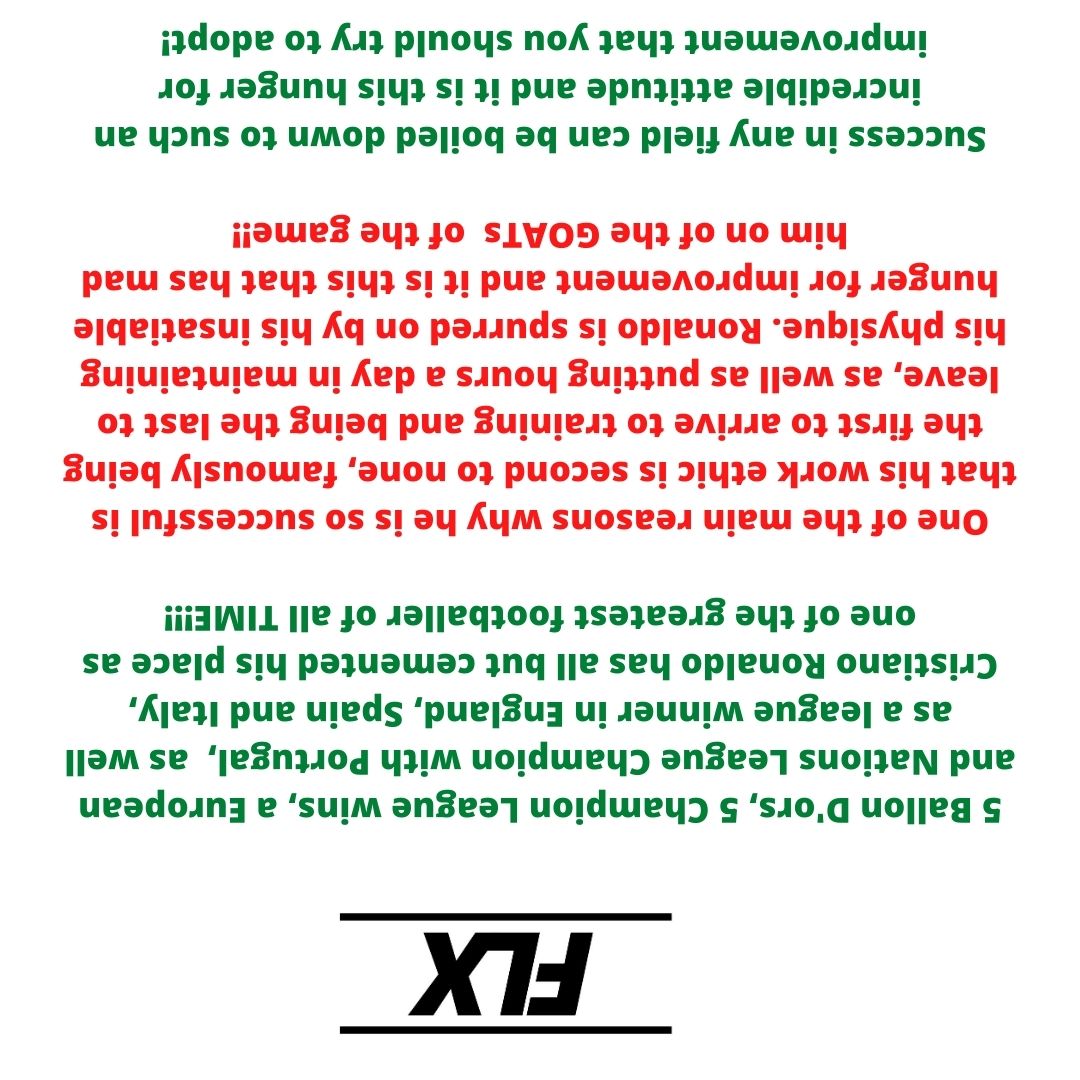 FLX
5 Ballon D'ors, 5 Champion League wins, a European
and Nations League Champion with Portugal,  as well
as a league winner in England, Spain and Italy,
Cristiano Ronaldo has all but cemented his place as
one of the greatest footballer of all TIME!!!
One of the main reasons why he is so successful is
that his work ethic is second to none, famously being
the first to arrive to training and being the last to
leave, as well as putting hours a day in maintaining
his physique. Ronaldo is spurred on by his insatiable
hunger for improvement and it is this that has mad
him on of the GOATs  of the game!!
Success in any field can be boiled down to such an
incredible attitude and it is this hunger for
improvement that you should try to adopt!